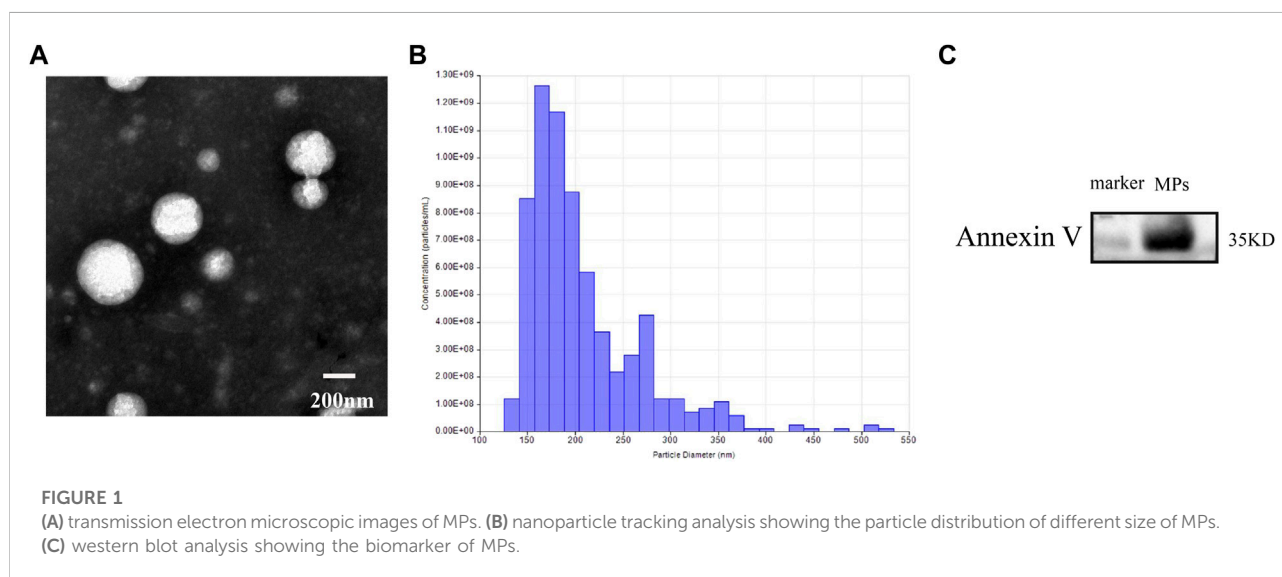 A
B
C
200nm
1.30E+09
1.20E+09
1.10E+09
1.00E+09
9.00E+08
8.00E+08
7.00E+08
6.00E+08
5.00E+08
4.00E+08
3.00E+08
2.00E+08
1.00E+08
0.00E+00
Concentration (particles/mL)
100 150 200 250 300 350 400 450 500 550
Particle Diameter (nm)
marker MPs
Annexin V 35KD
FIGURE 1
(A) transmission electron microscopic images of MPs. (B) nanoparticle tracking analysis showing the particle distribution of different size of MPs.
(C) western blot analysis showing the biomarker of MPs.